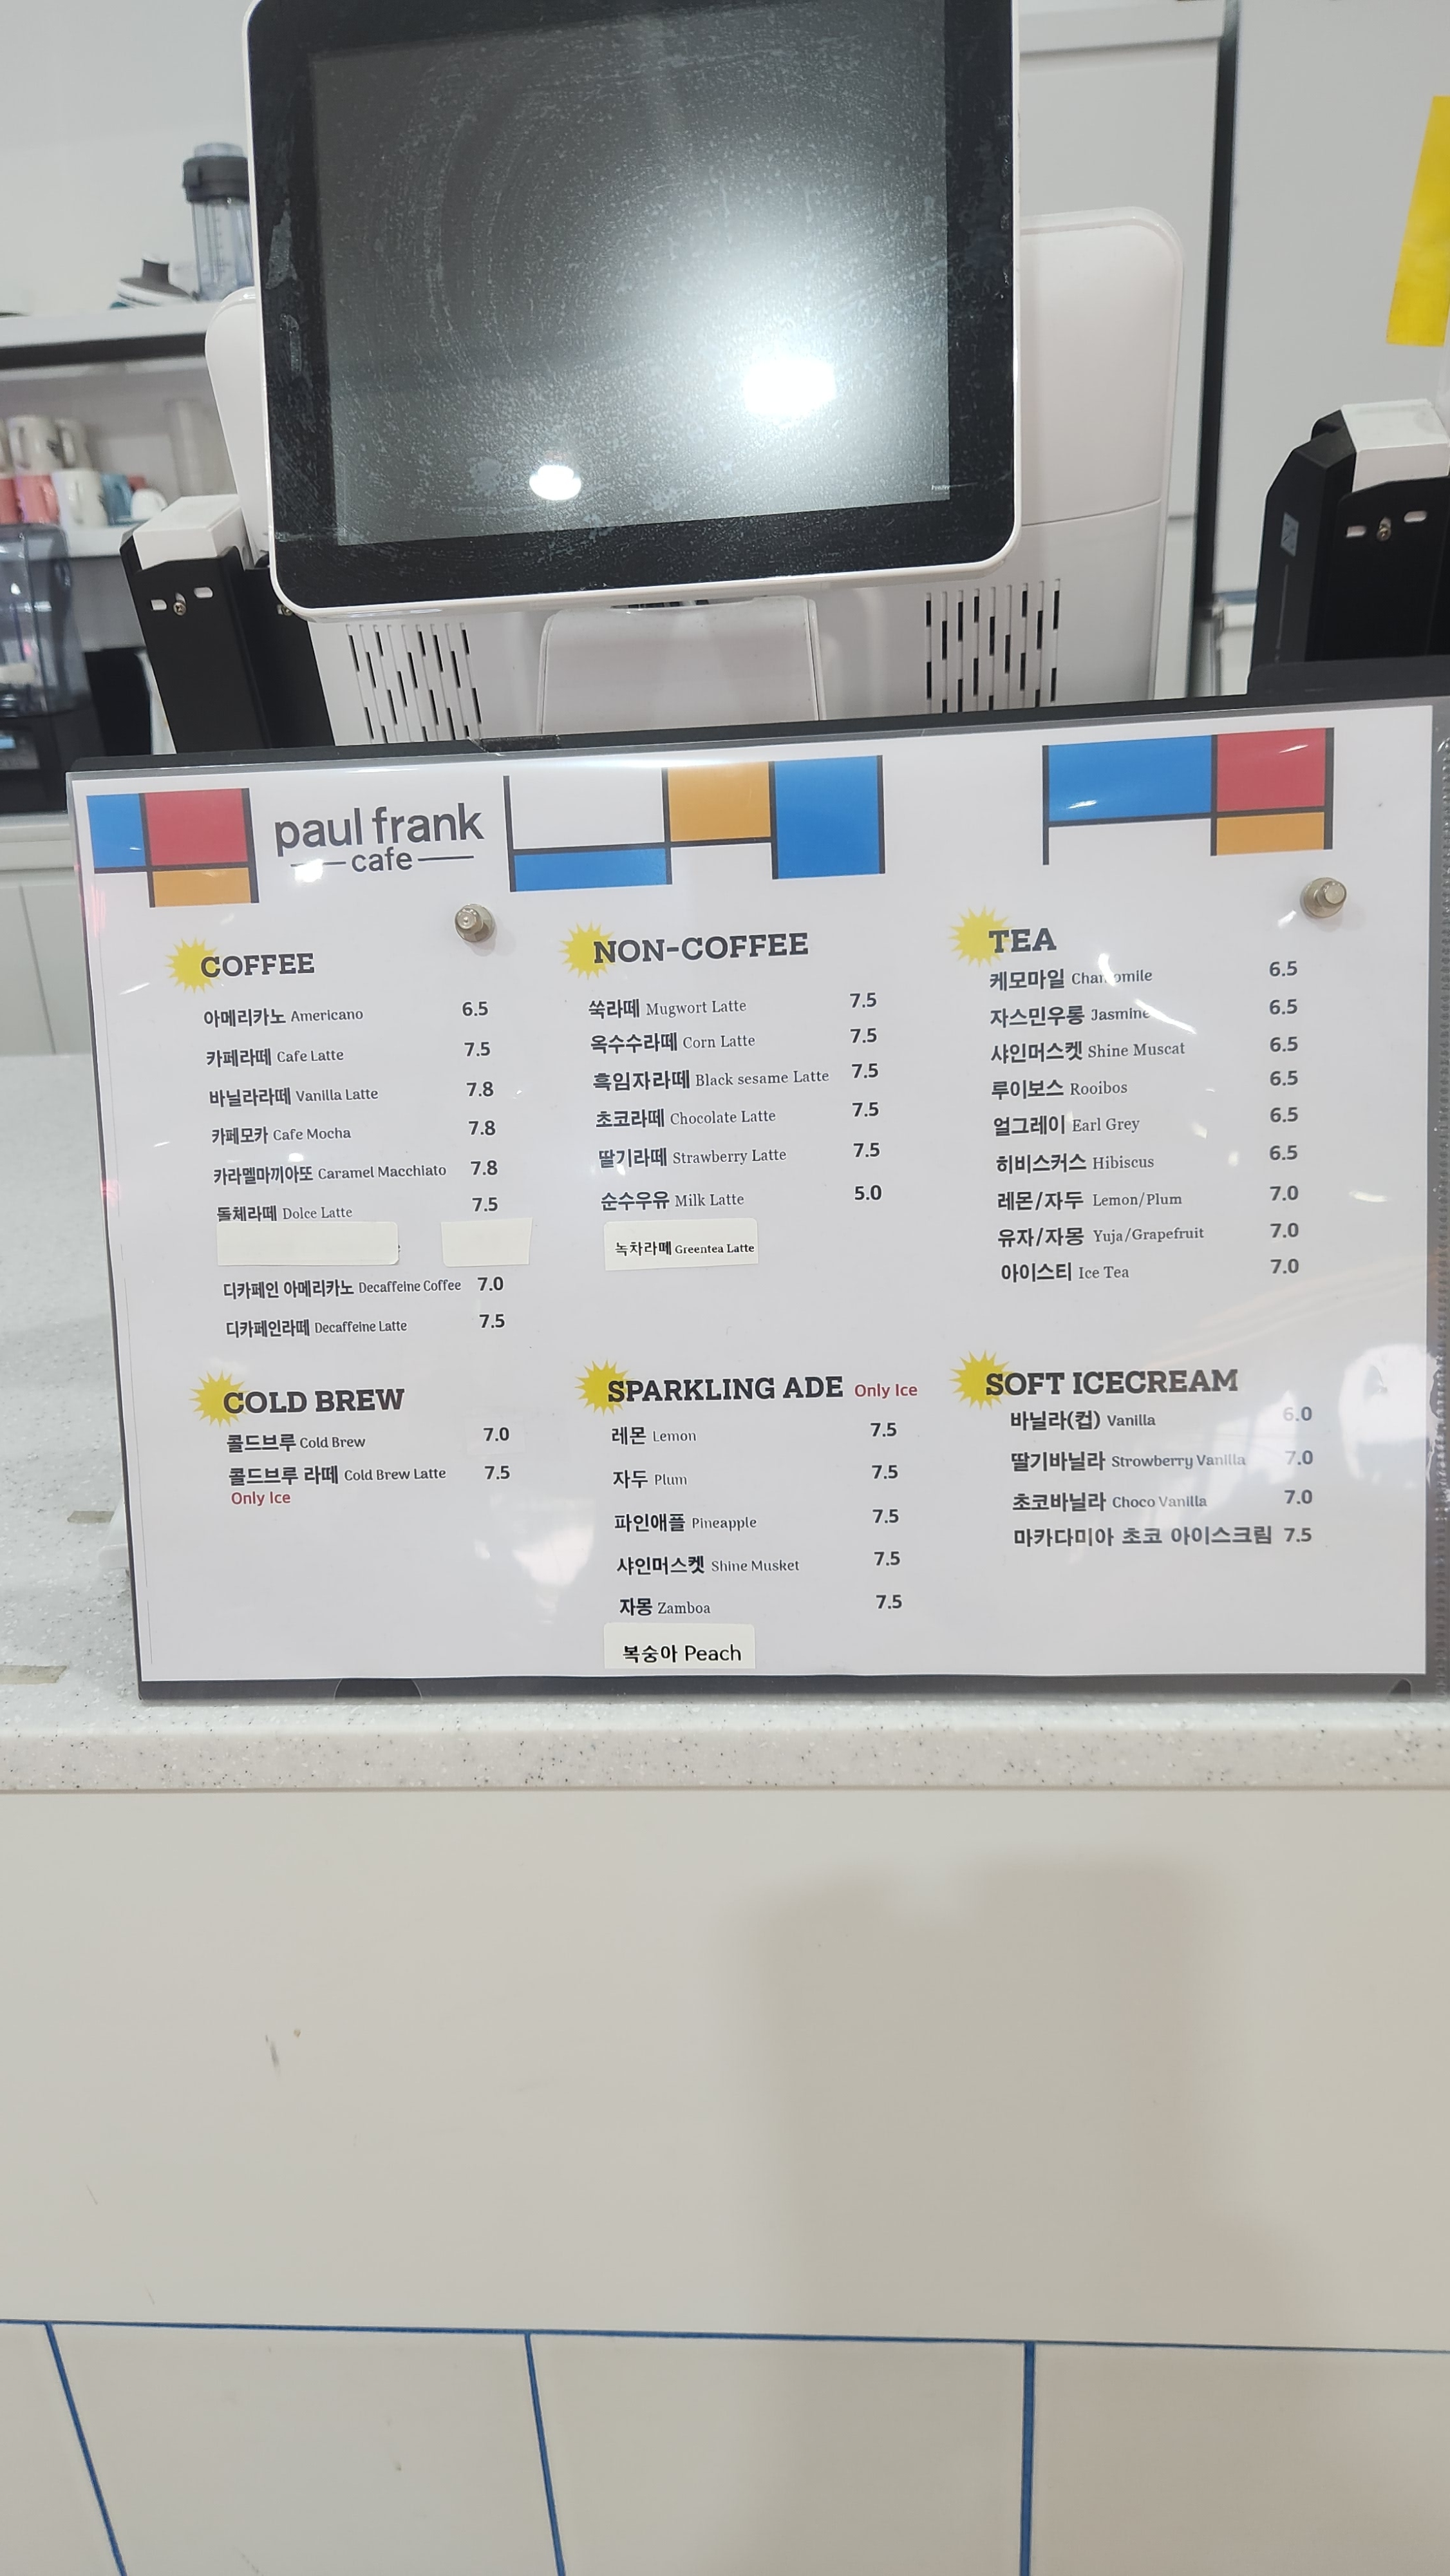 paul frank
cafe
COFFEE
아메리카노 Americano 6.5
카페라떼 Cafe Latte 7.5
바닐라라떼 Vanilla Latte 7.8
카페모카 Cafe Mocha 7.8
카라멜마끼아또 Caramel Macchiato 7.8
돌체라떼 Dolce Latte 7.5
디카페인 아메리카노 Decaffeine Coffee 7.0
디카페인라떼 Decaffeine Latte 7.5
NON-COFFEE
쑥라떼 Mugwort Latte 7.5
옥수수라떼 Corn Latte 7.5
흑임자라떼 Black sesame Latte 7.5
초코라떼 Chocolate Latte 7.5
딸기라떼 Strawberry Latte 7.5
순수우유 Milk Latte 5.0
녹차라떼 Greentea Latte
TEA
케모마일 Chamomile 6.5
자스민우롱 Jasmine 6.5
샤인머스켓 Shine Muscat 6.5
루이보스 Rooibos 6.5
얼그레이 Earl Grey 6.5
히비스커스 Hibiscus 6.5
레몬/자두 Lemon/Plum 7.0
유자/자몽 Yuja/Grapefruit 7.0
아이스티 Ice Tea 7.0
COLD BREW
콜드브루 Cold Brew 7.0
콜드브루 라떼 Cold Brew Latte 7.5
Only Ice
SPARKLING ADE Only Ice
레몬 Lemon 7.5
자두 Plum 7.5
파인애플 Pineapple 7.5
샤인머스켓 Shine Musket 7.5
자몽 Zamboa 7.5
복숭아 Peach
SOFT ICECREAM
바닐라(컵) Vanilla 6.0
딸기바닐라 Strowberry Vanilla 7.0
초코바닐라 Choco Vanilla 7.0
마카다미아 초코 아이스크림 7.5